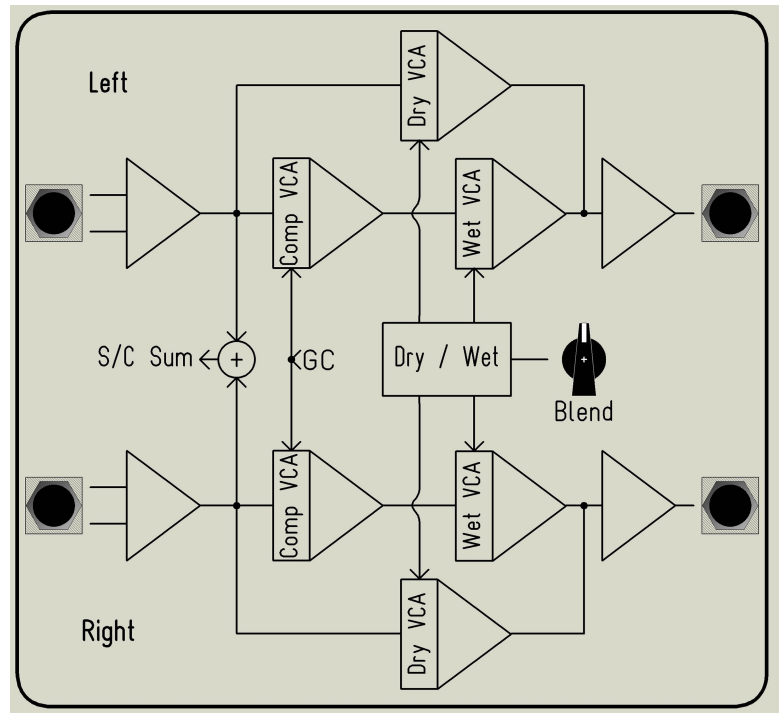 Left
Dry VCA
Comp VCA
Wet VCA
S/C Sum
+
GC
Dry / Wet
Blend
Comp VCA
Wet VCA
Right
Dry VCA